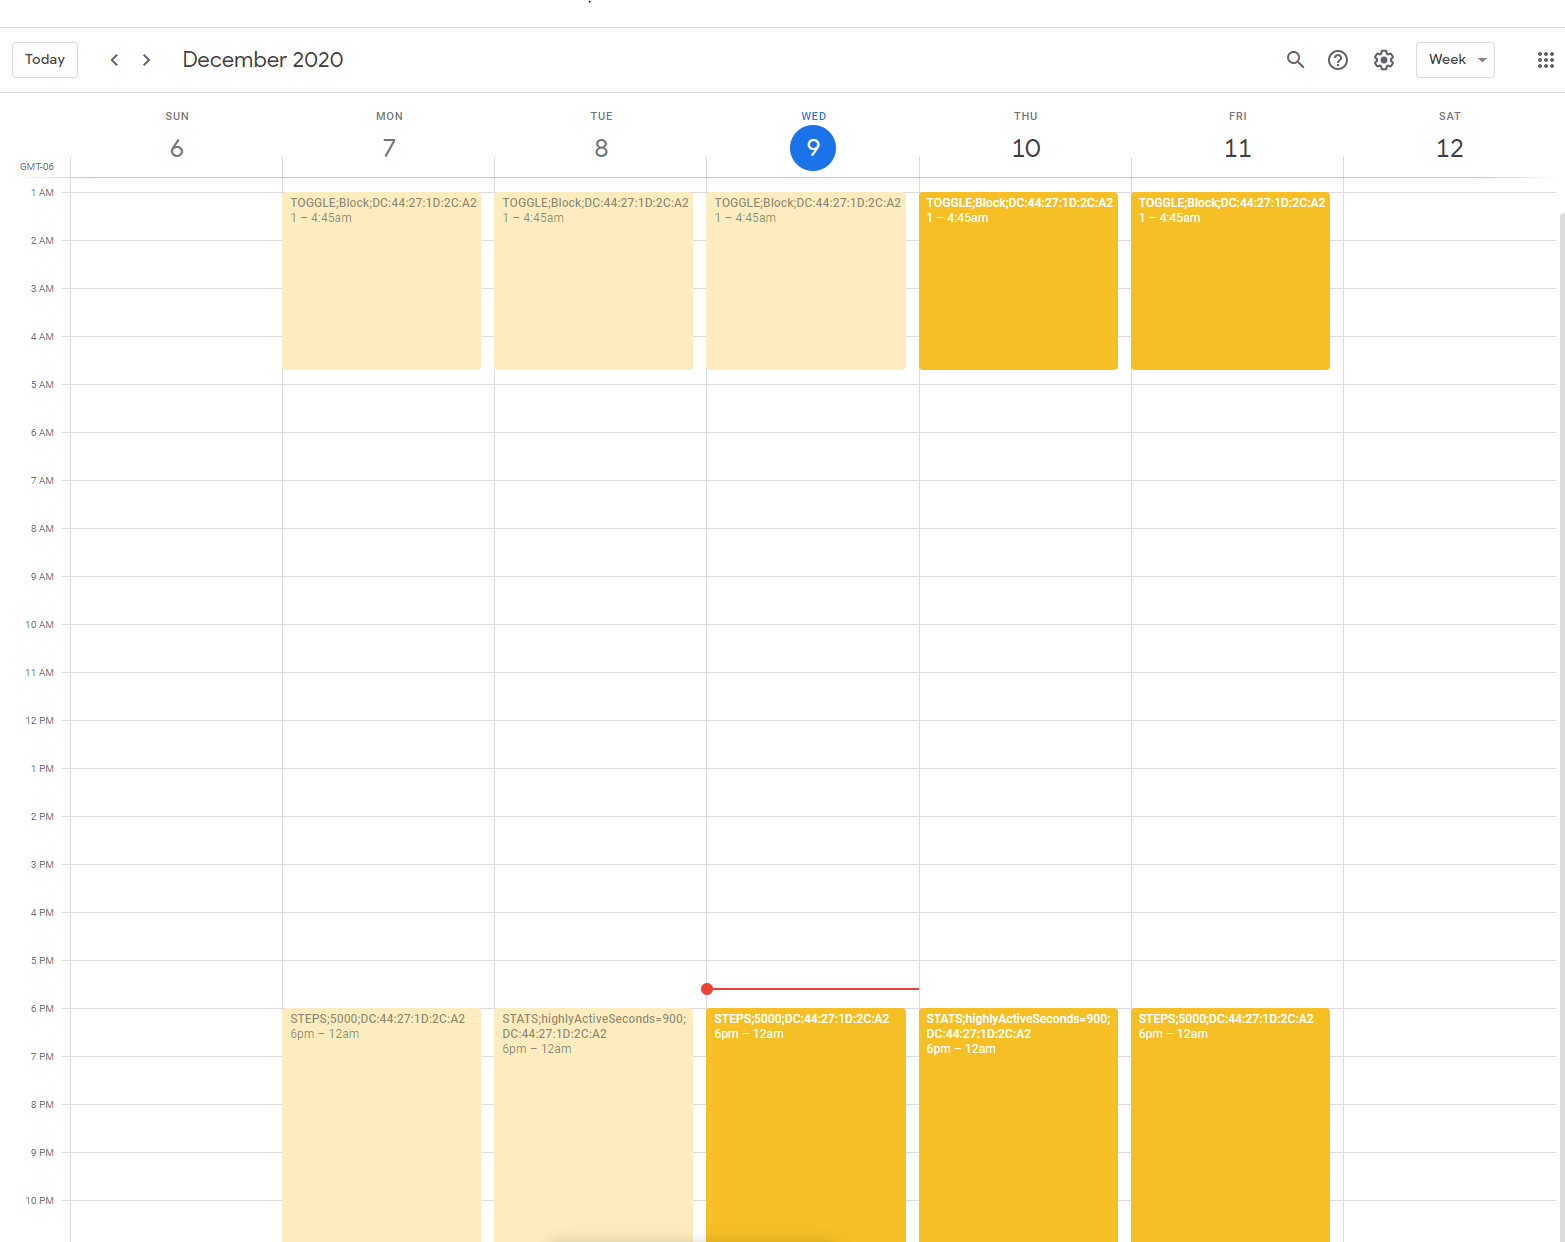 Today
December 2020
Week
SUN
MON
TUE
WED
THU
FRI
SAT
6
7
8
9
10
11
12
GMT-06
1 AM
TOGGLE;Block;DC:44:27:1D:2C:A2
1 – 4:45am
TOGGLE;Block;DC:44:27:1D:2C:A2
1 – 4:45am
TOGGLE;Block;DC:44:27:1D:2C:A2
1 – 4:45am
TOGGLE;Block;DC:44:27:1D:2C:A2
1 – 4:45am
TOGGLE;Block;DC:44:27:1D:2C:A2
1 – 4:45am
2 AM
3 AM
4 AM
5 AM
6 AM
7 AM
8 AM
9 AM
10 AM
11 AM
12 PM
1 PM
2 PM
3 PM
4 PM
5 PM
6 PM
STEPS;5000;DC:44:27:1D:2C:A2
6pm – 12am
STATS;highlyActiveSeconds=900;
DC:44:27:1D:2C:A2
6pm – 12am
STEPS;5000;DC:44:27:1D:2C:A2
6pm – 12am
STATS;highlyActiveSeconds=900;
DC:44:27:1D:2C:A2
6pm – 12am
STEPS;5000;DC:44:27:1D:2C:A2
6pm – 12am
7 PM
8 PM
9 PM
10 PM